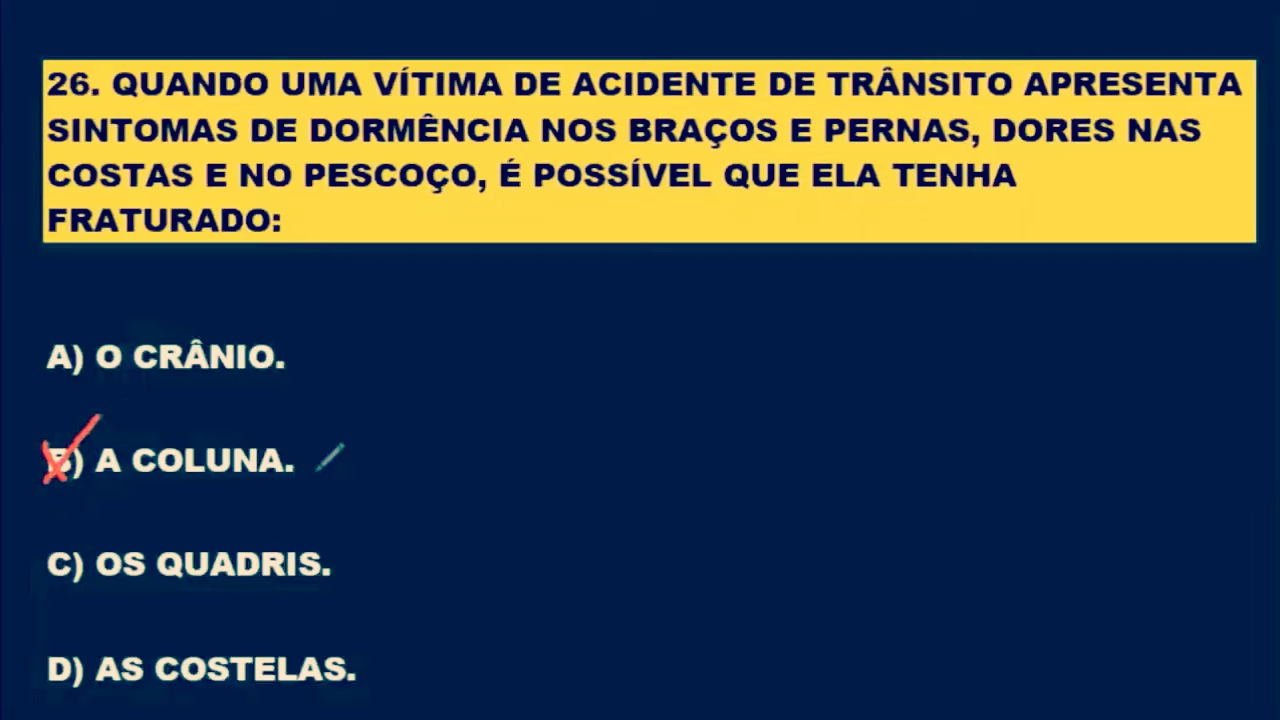 26. QUANDO UMA VÍTIMA DE ACIDENTE DE TRÂNSITO APRESENTA
SINTOMAS DE DORMÊNCIA NOS BRAÇOS E PERNAS, DORES NAS
COSTAS E NO PESCOÇO, É POSSÍVEL QUE ELA TENHA
FRATURADO:
A) O CRÂNIO.
B) A COLUNA.
C) OS QUADRIS.
D) AS COSTELAS.